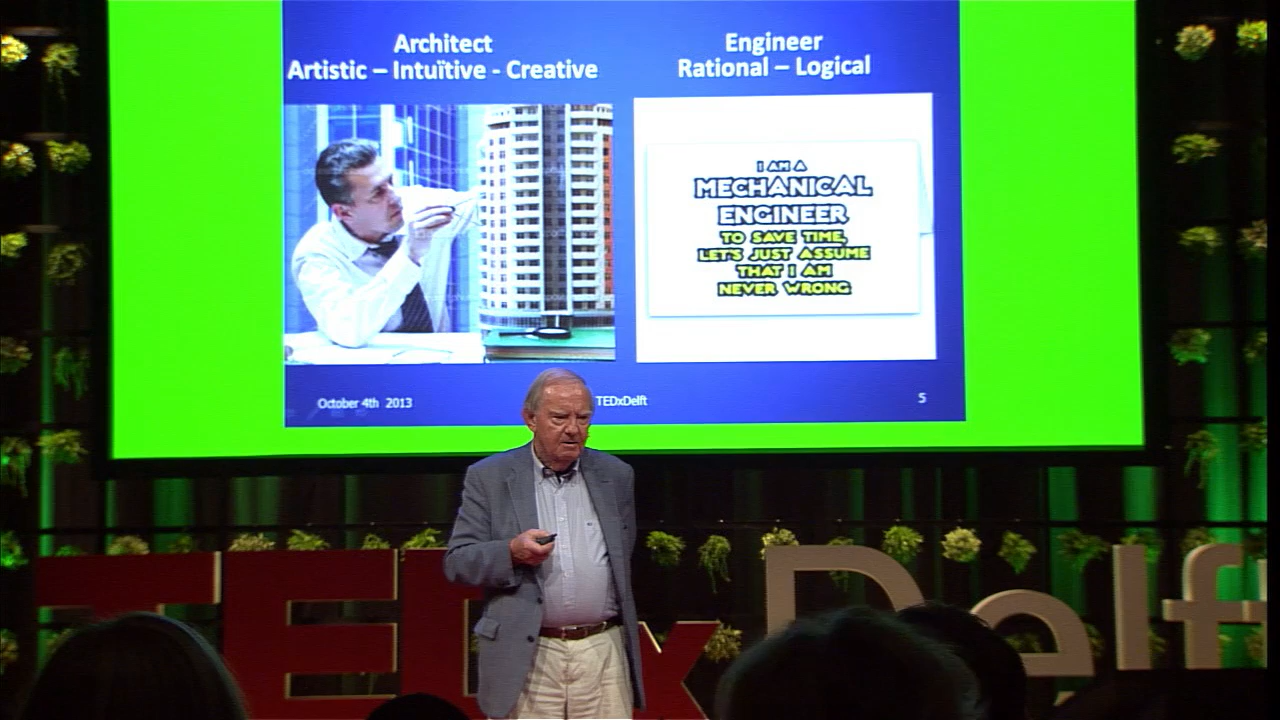 Architect
Artistic – Intuïtive - Creative
Engineer
Rational – Logical
I AM A
MECHANICAL
ENGINEER
TO SAVE TIME,
LET'S JUST ASSUME
THAT I AM
NEVER WRONG
October 4th 2013
TEDxDelft
5
TEDxDelft